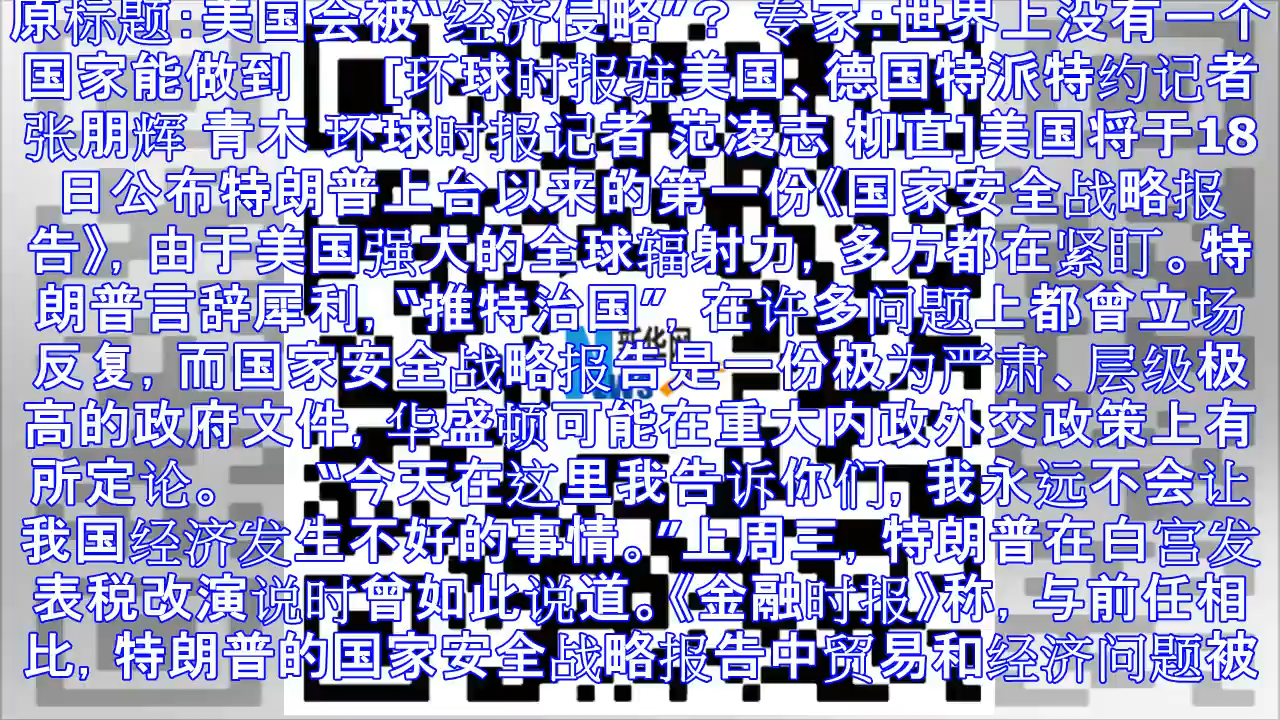 原标题:美国会被“经济侵略”? 专家:世界上没有一个
国家能做到 [环球时报驻美国、德国特派特约记者
张朋辉 青木 环球时报记者 范凌志 柳直]美国将于18
日公布特朗普上台以来的第一份《国家安全战略报
告》, 由于美国强大的全球辐射力, 多方都在紧盯。特
朗普言辞犀利, “推特治国”, 在许多问题上都曾立场
反复, 而国家安全战略报告是一份极为严肃、层级极
高的政府文件, 华盛顿可能在重大内政外交政策上有
所定论。 “今天在这里我告诉你们, 我永远不会让
我国经济发生不好的事情。”上周三, 特朗普在白宫发
表税改演说时曾如此说道。《金融时报》称, 与前任相
比, 特朗普的国家安全战略报告中贸易和经济问题被
新华网
NEWS